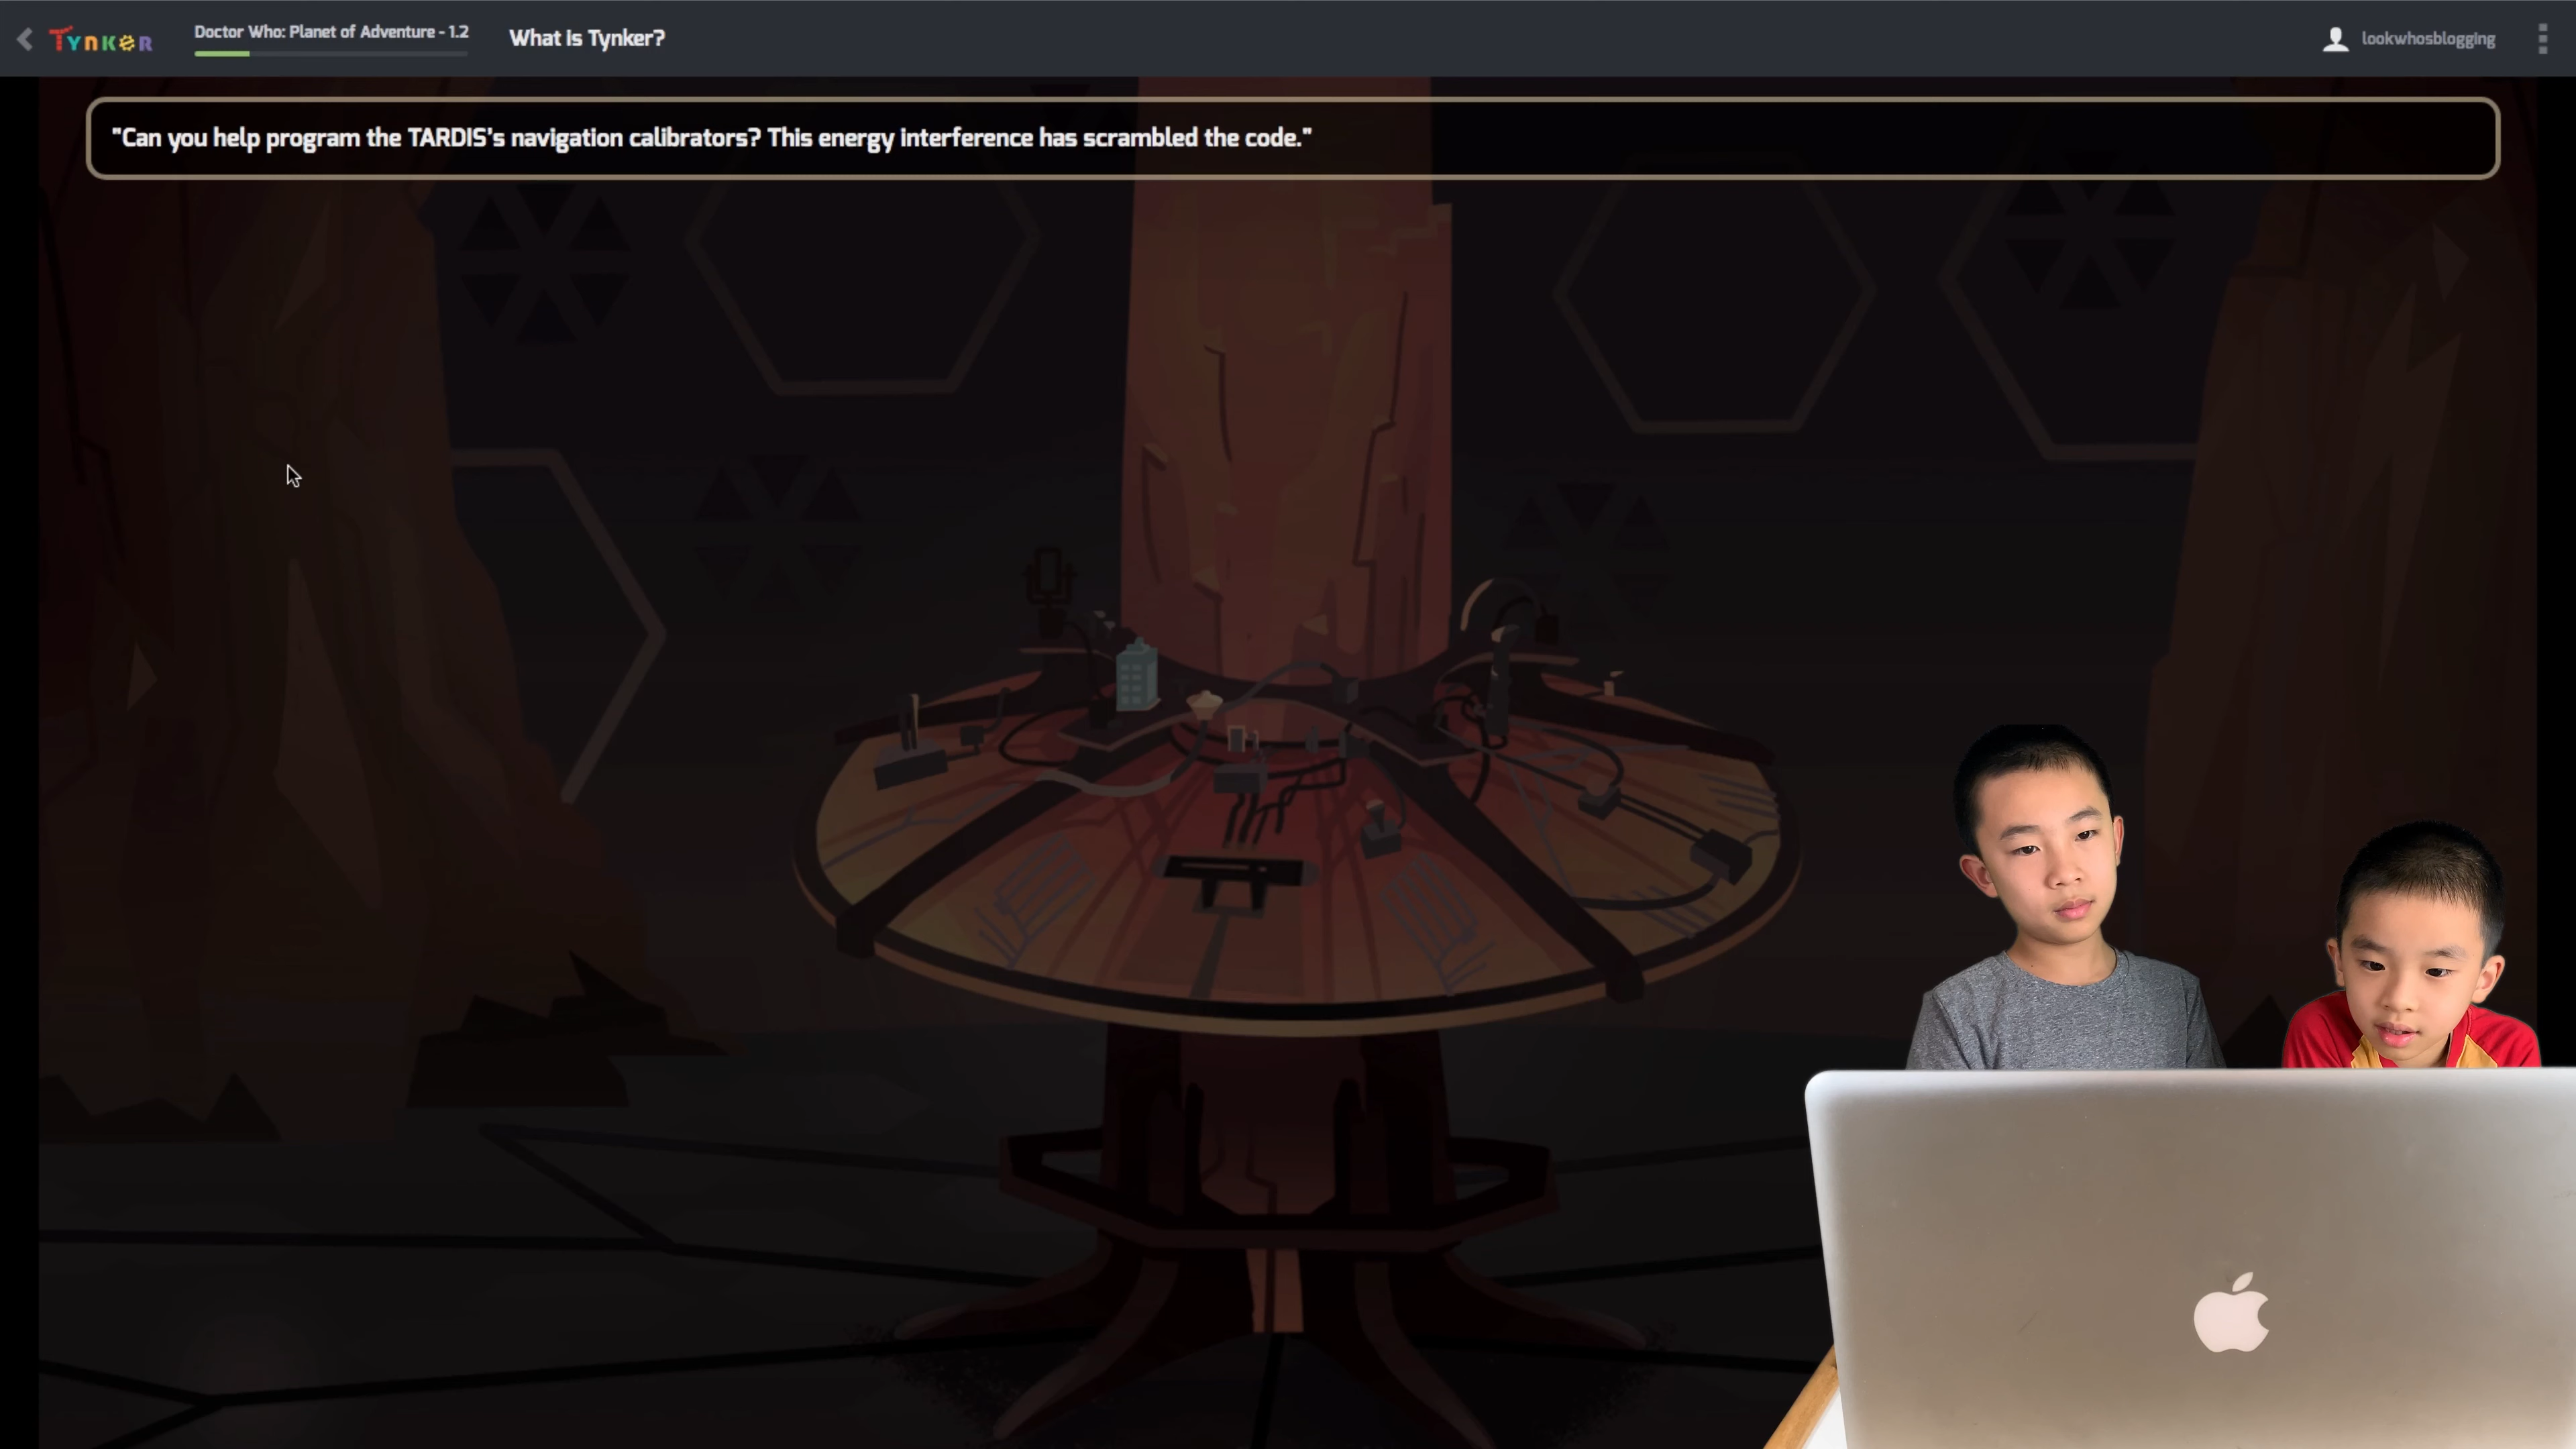 TYNKER
Doctor Who: Planet of Adventure - 1.2
What is Tynker?
lookwhosblogging
"Can you help program the TARDIS's navigation calibrators? This energy interference has scrambled the code."